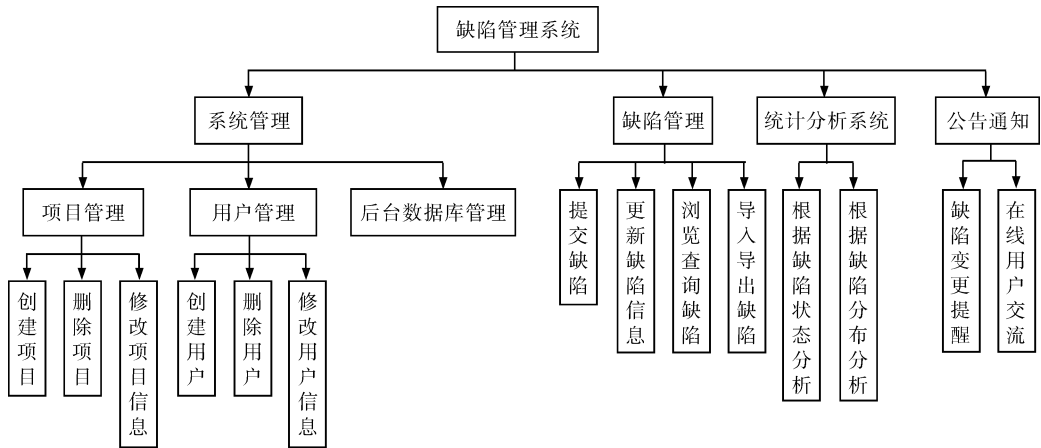 缺陷管理系统
系统管理
缺陷管理
统计分析系统
公告通知
项目管理
用户管理
后台数据库管理
提交缺陷
更新缺陷信息
浏览查询缺陷
导入导出缺陷
根据缺陷状态分析
根据缺陷分布分析
缺陷变更提醒
在线用户交流
创建项目
删除项目
修改项目信息
创建用户
删除用户
修改用户信息